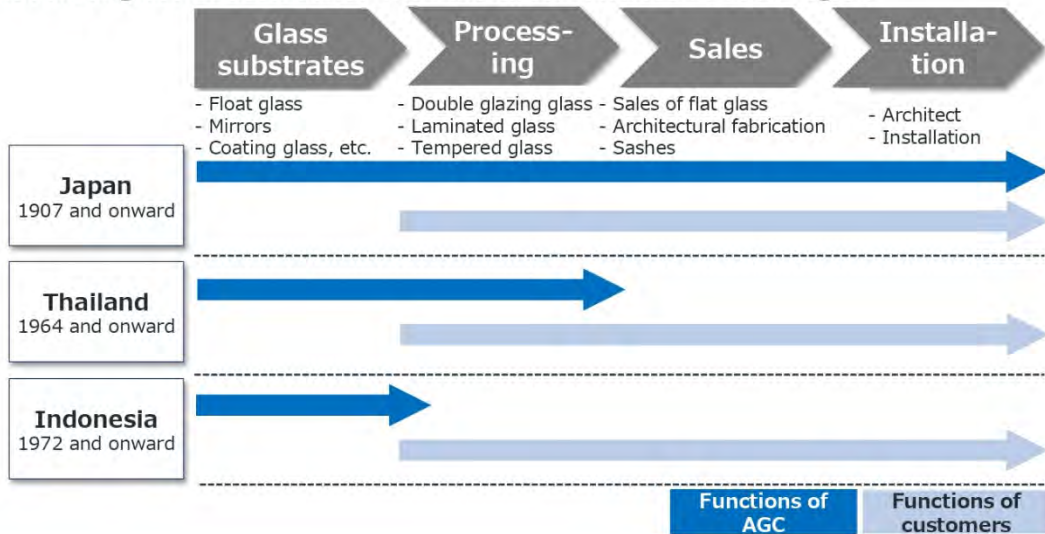 Glass
substrates
Process-
ing
Sales
Installa-
tion
- Float glass
- Mirrors
- Coating glass, etc.
- Double glazing glass
- Laminated glass
- Tempered glass
- Sales of flat glass
- Architectural fabrication
- Sashes
- Architect
- Installation
Japan
1907 and onward
Thailand
1964 and onward
Indonesia
1972 and onward
Functions of
AGC
Functions of
customers